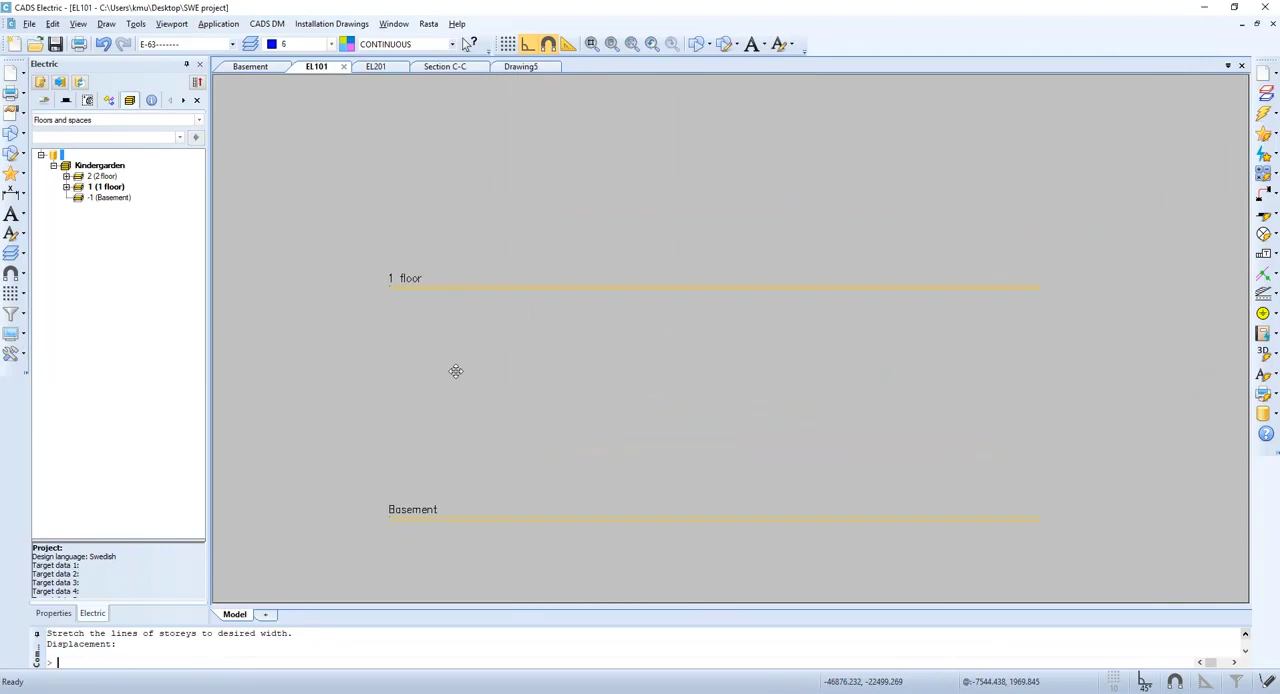 CADS Electric - [EL101 - C:\Users\kmu\Desktop\SWE project]
File Edit View Draw Tools Viewport Application CADS DM Installation Drawings Window Rasta Help
E-63------- 6 CONTINUOUS
Electric
Basement EL101 EL201 Section C-C Drawing5
Floors and spaces
Kindergarden
2 (2 floor)
1 (1 floor)
-1 (Basement)
1 floor
Basement
Project:
Design language: Swedish
Target data 1:
Target data 2:
Target data 3:
Target data 4:
Properties Electric
Model +
Stretch the lines of storeys to desired width.
Displacement:
>
Com...
Ready -46876.232, -22499.269 @:-7544.438, 1969.845 10 45°
3D